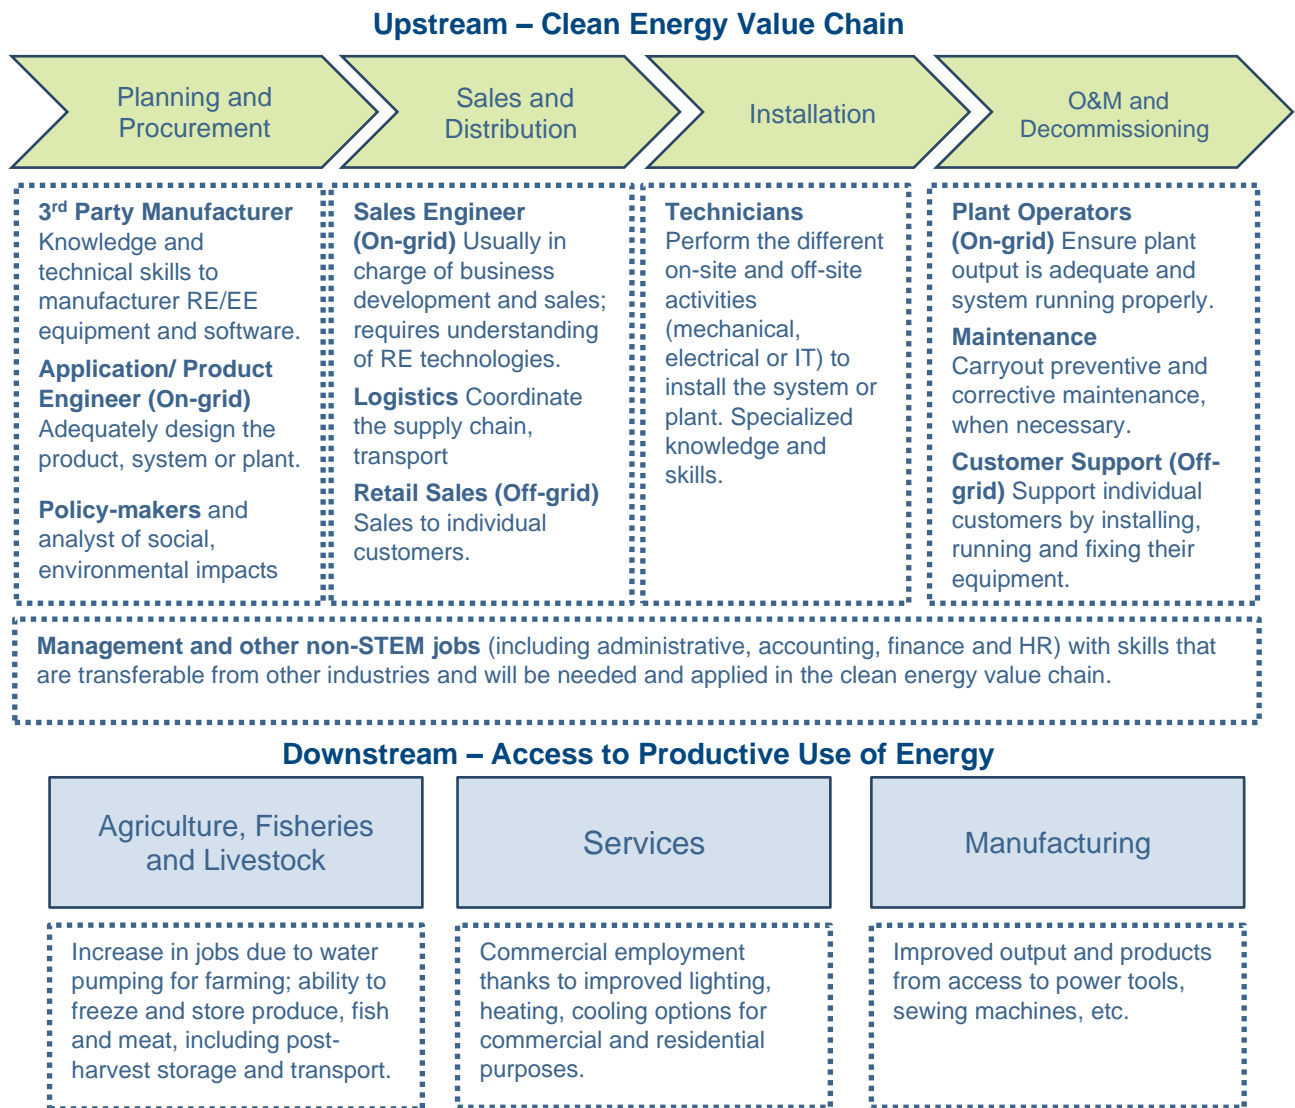 Upstream – Clean Energy Value Chain
Planning and
Procurement
Sales and
Distribution
Installation
O&M and
Decommissioning
3rd Party Manufacturer
Knowledge and
technical skills to
manufacturer RE/EE
equipment and software.
Application/ Product
Engineer (On-grid)
Adequately design the
product, system or plant.
Policy-makers and
analyst of social,
environmental impacts
Sales Engineer
(On-grid) Usually in
charge of business
development and sales;
requires understanding
of RE technologies.
Logistics Coordinate
the supply chain,
transport
Retail Sales (Off-grid)
Sales to individual
customers.
Technicians
Perform the different
on-site and off-site
activities
(mechanical,
electrical or IT) to
install the system or
plant. Specialized
knowledge and
skills.
Plant Operators
(On-grid) Ensure plant
output is adequate and
system running properly.
Maintenance
Carryout preventive and
corrective maintenance,
when necessary.
Customer Support (Off-
grid) Support individual
customers by installing,
running and fixing their
equipment.
Management and other non-STEM jobs (including administrative, accounting, finance and HR) with skills that
are transferable from other industries and will be needed and applied in the clean energy value chain.
Downstream – Access to Productive Use of Energy
Agriculture, Fisheries
and Livestock
Services
Manufacturing
Increase in jobs due to water
pumping for farming; ability to
freeze and store produce, fish
and meat, including post-
harvest storage and transport.
Commercial employment
thanks to improved lighting,
heating, cooling options for
commercial and residential
purposes.
Improved output and products
from access to power tools,
sewing machines, etc.